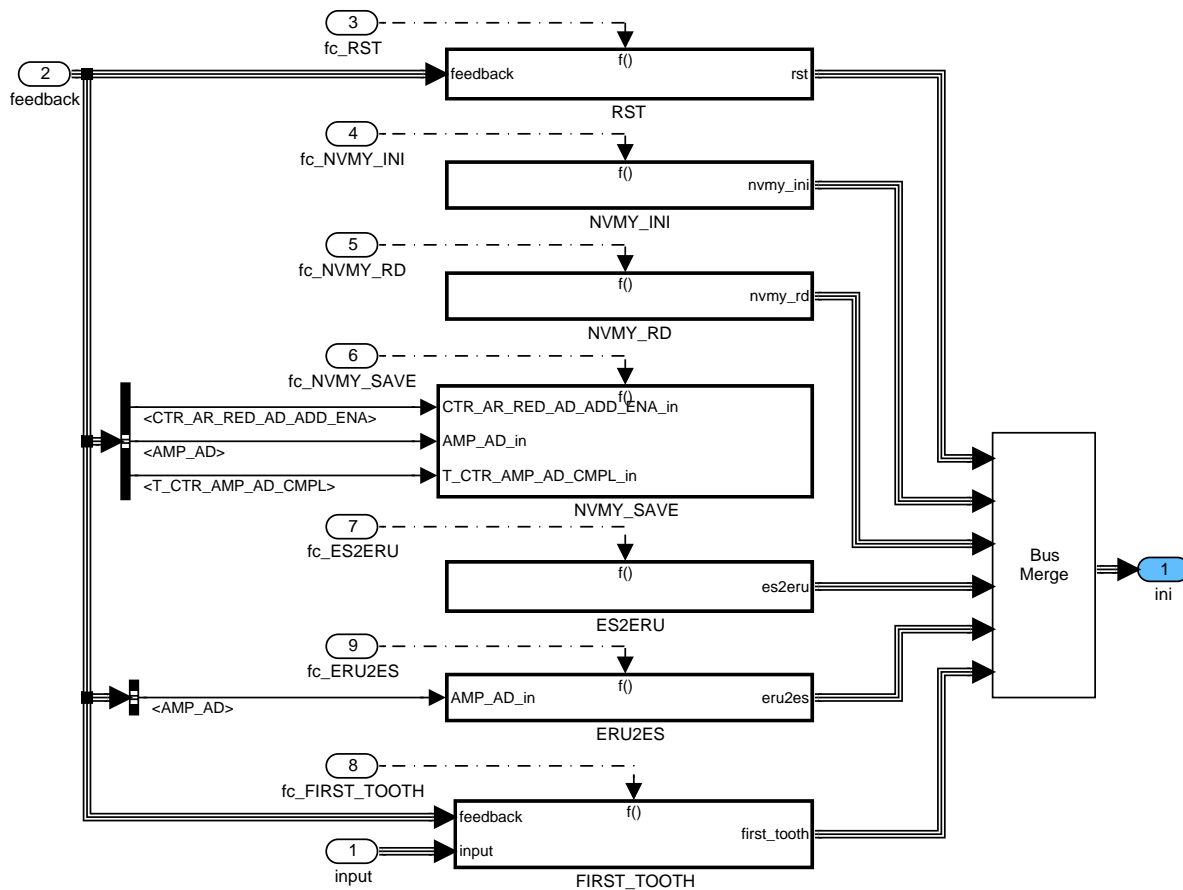 3
fc_RST
f()
2
feedback
feedback
rst
RST
4
fc_NVMY_INI
f()
nvmy_ini
NVMY_INI
5
fc_NVMY_RD
f()
nvmy_rd
NVMY_RD
6
fc_NVMY_SAVE
f()
<CTR_AR_RED_AD_ADD_ENA>
CTR_AR_RED_AD_ADD_ENA_in
<AMP_AD>
AMP_AD_in
<T_CTR_AMP_AD_CMPL>
T_CTR_AMP_AD_CMPL_in
NVMY_SAVE
7
fc_ES2ERU
f()
es2eru
ES2ERU
Bus
Merge
1
ini
9
fc_ERU2ES
f()
<AMP_AD>
AMP_AD_in
eru2es
ERU2ES
8
fc_FIRST_TOOTH
f()
feedback
first_tooth
1
input
input
FIRST_TOOTH